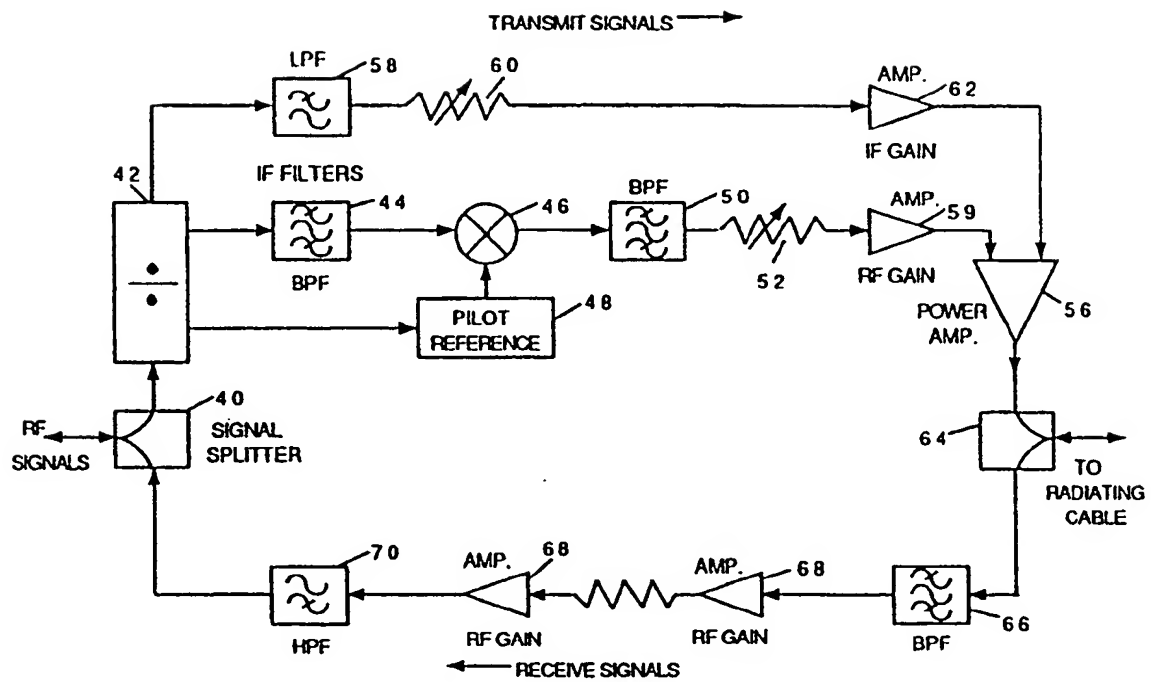 TRANSMIT SIGNALS
LPF
58
60
AMP.
62
IF GAIN
42
IF FILTERS
44
BPF
46
BPF
50
52
AMP.
59
RF GAIN
PILOT
REFERENCE
48
POWER
AMP.
56
RF
SIGNALS
40
SIGNAL
SPLITTER
64
TO
RADIATING
CABLE
70
HPF
AMP.
68
RF GAIN
AMP.
68
RF GAIN
BPF
66
RECEIVE SIGNALS
÷